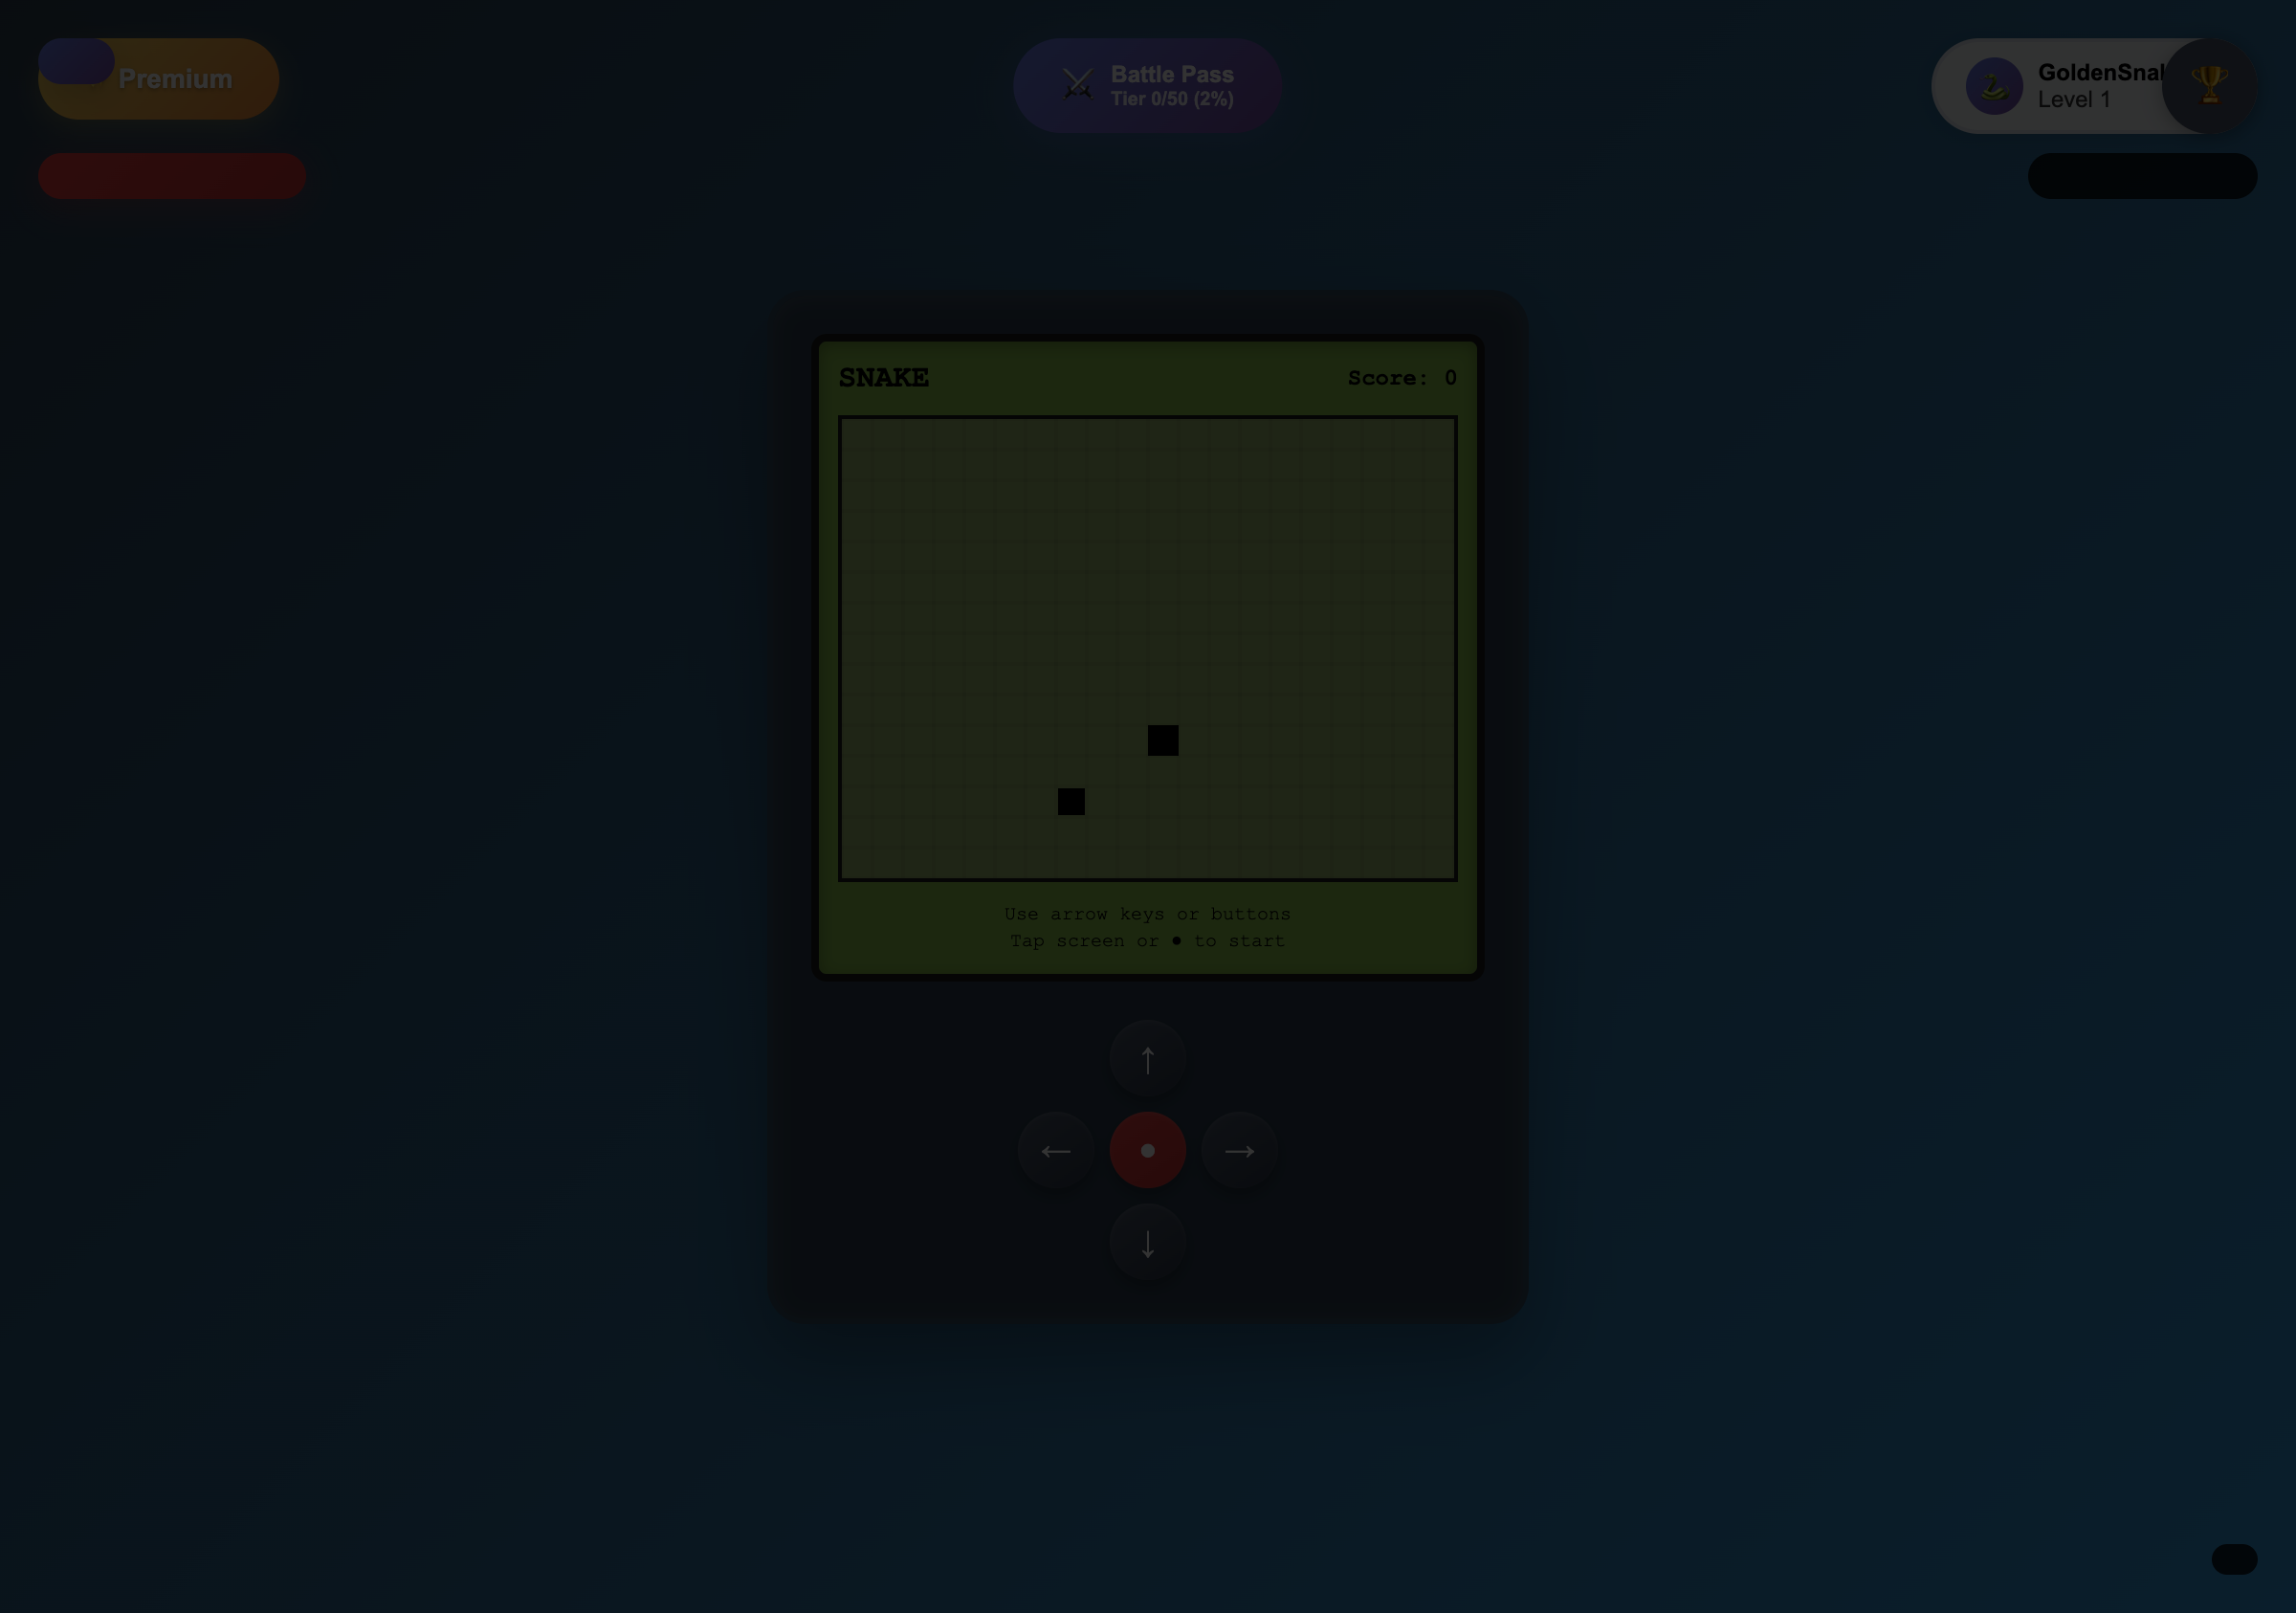 Premium
Battle Pass
Tier 0/50 (2%)
Level 1
SNAKE
Score: 0
Use arrow keys or buttons
Tap screen or ● to start
↑
← ● →
↓